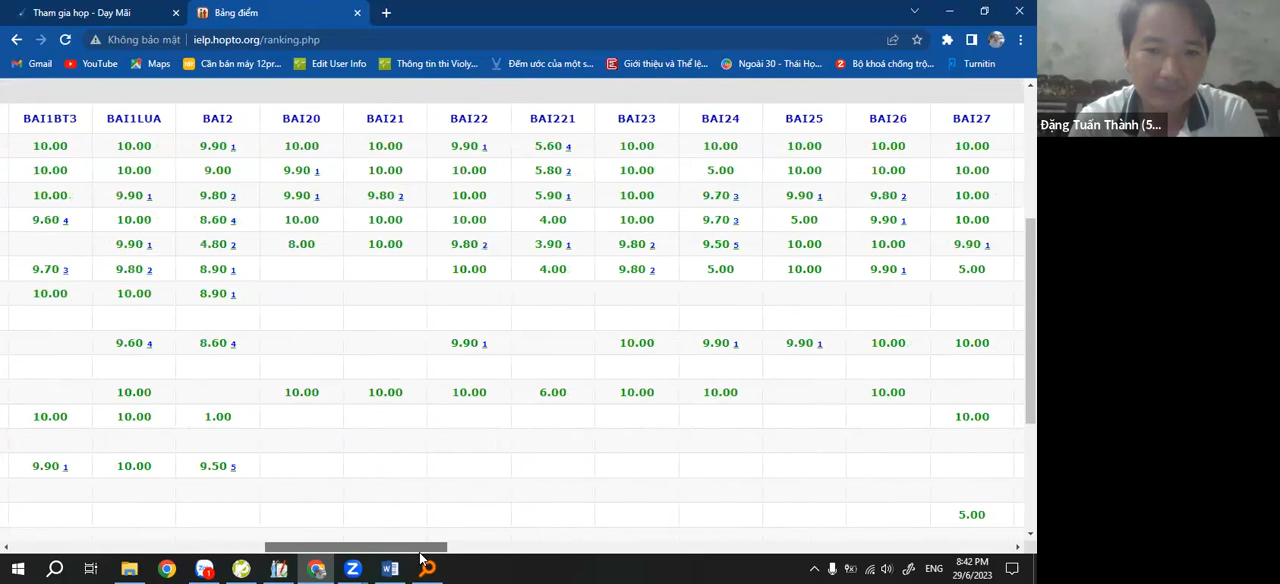 Tham gia họp - Dạy Mãi
Bảng điểm
Không bảo mật
ielp.hopto.org/ranking.php
Gmail YouTube Maps Cần bán máy 12pr... Edit User Info Thông tin thi Violy... Đếm ước của một s... Giới thiệu và Thể lệ... Ngoài 30 - Thái Họ... Bộ khoá chống trộ... Turnitin
BAI1BT3 BAI1LUA BAI2 BAI20 BAI21 BAI22 BAI221 BAI23 BAI24 BAI25 BAI26 BAI27
10.00 10.00 9.90 1 10.00 10.00 9.90 1 5.60 4 10.00 10.00 10.00 10.00 10.00
10.00 10.00 9.00 9.90 1 10.00 10.00 5.80 2 10.00 5.00 10.00 10.00 10.00
10.00 9.90 1 9.80 2 9.90 1 9.80 2 10.00 5.90 1 10.00 9.70 3 9.90 1 9.80 2 10.00
9.60 4 10.00 8.60 4 10.00 10.00 10.00 4.00 10.00 9.70 3 5.00 9.90 1 10.00
9.90 1 4.80 2 8.00 10.00 9.80 2 3.90 1 9.80 2 9.50 5 10.00 10.00 9.90 1
9.70 3 9.80 2 8.90 1 10.00 4.00 9.80 2 5.00 10.00 9.90 1 5.00
10.00 10.00 8.90 1
9.60 4 8.60 4 9.90 1 10.00 9.90 1 9.90 1 10.00 10.00
10.00 10.00 10.00 10.00 6.00 10.00 10.00 10.00
10.00 10.00 1.00 10.00
9.90 1 10.00 9.50 5
5.00
ENG
8:42 PM
29/6/2023
Đặng Tuấn Thành (5...